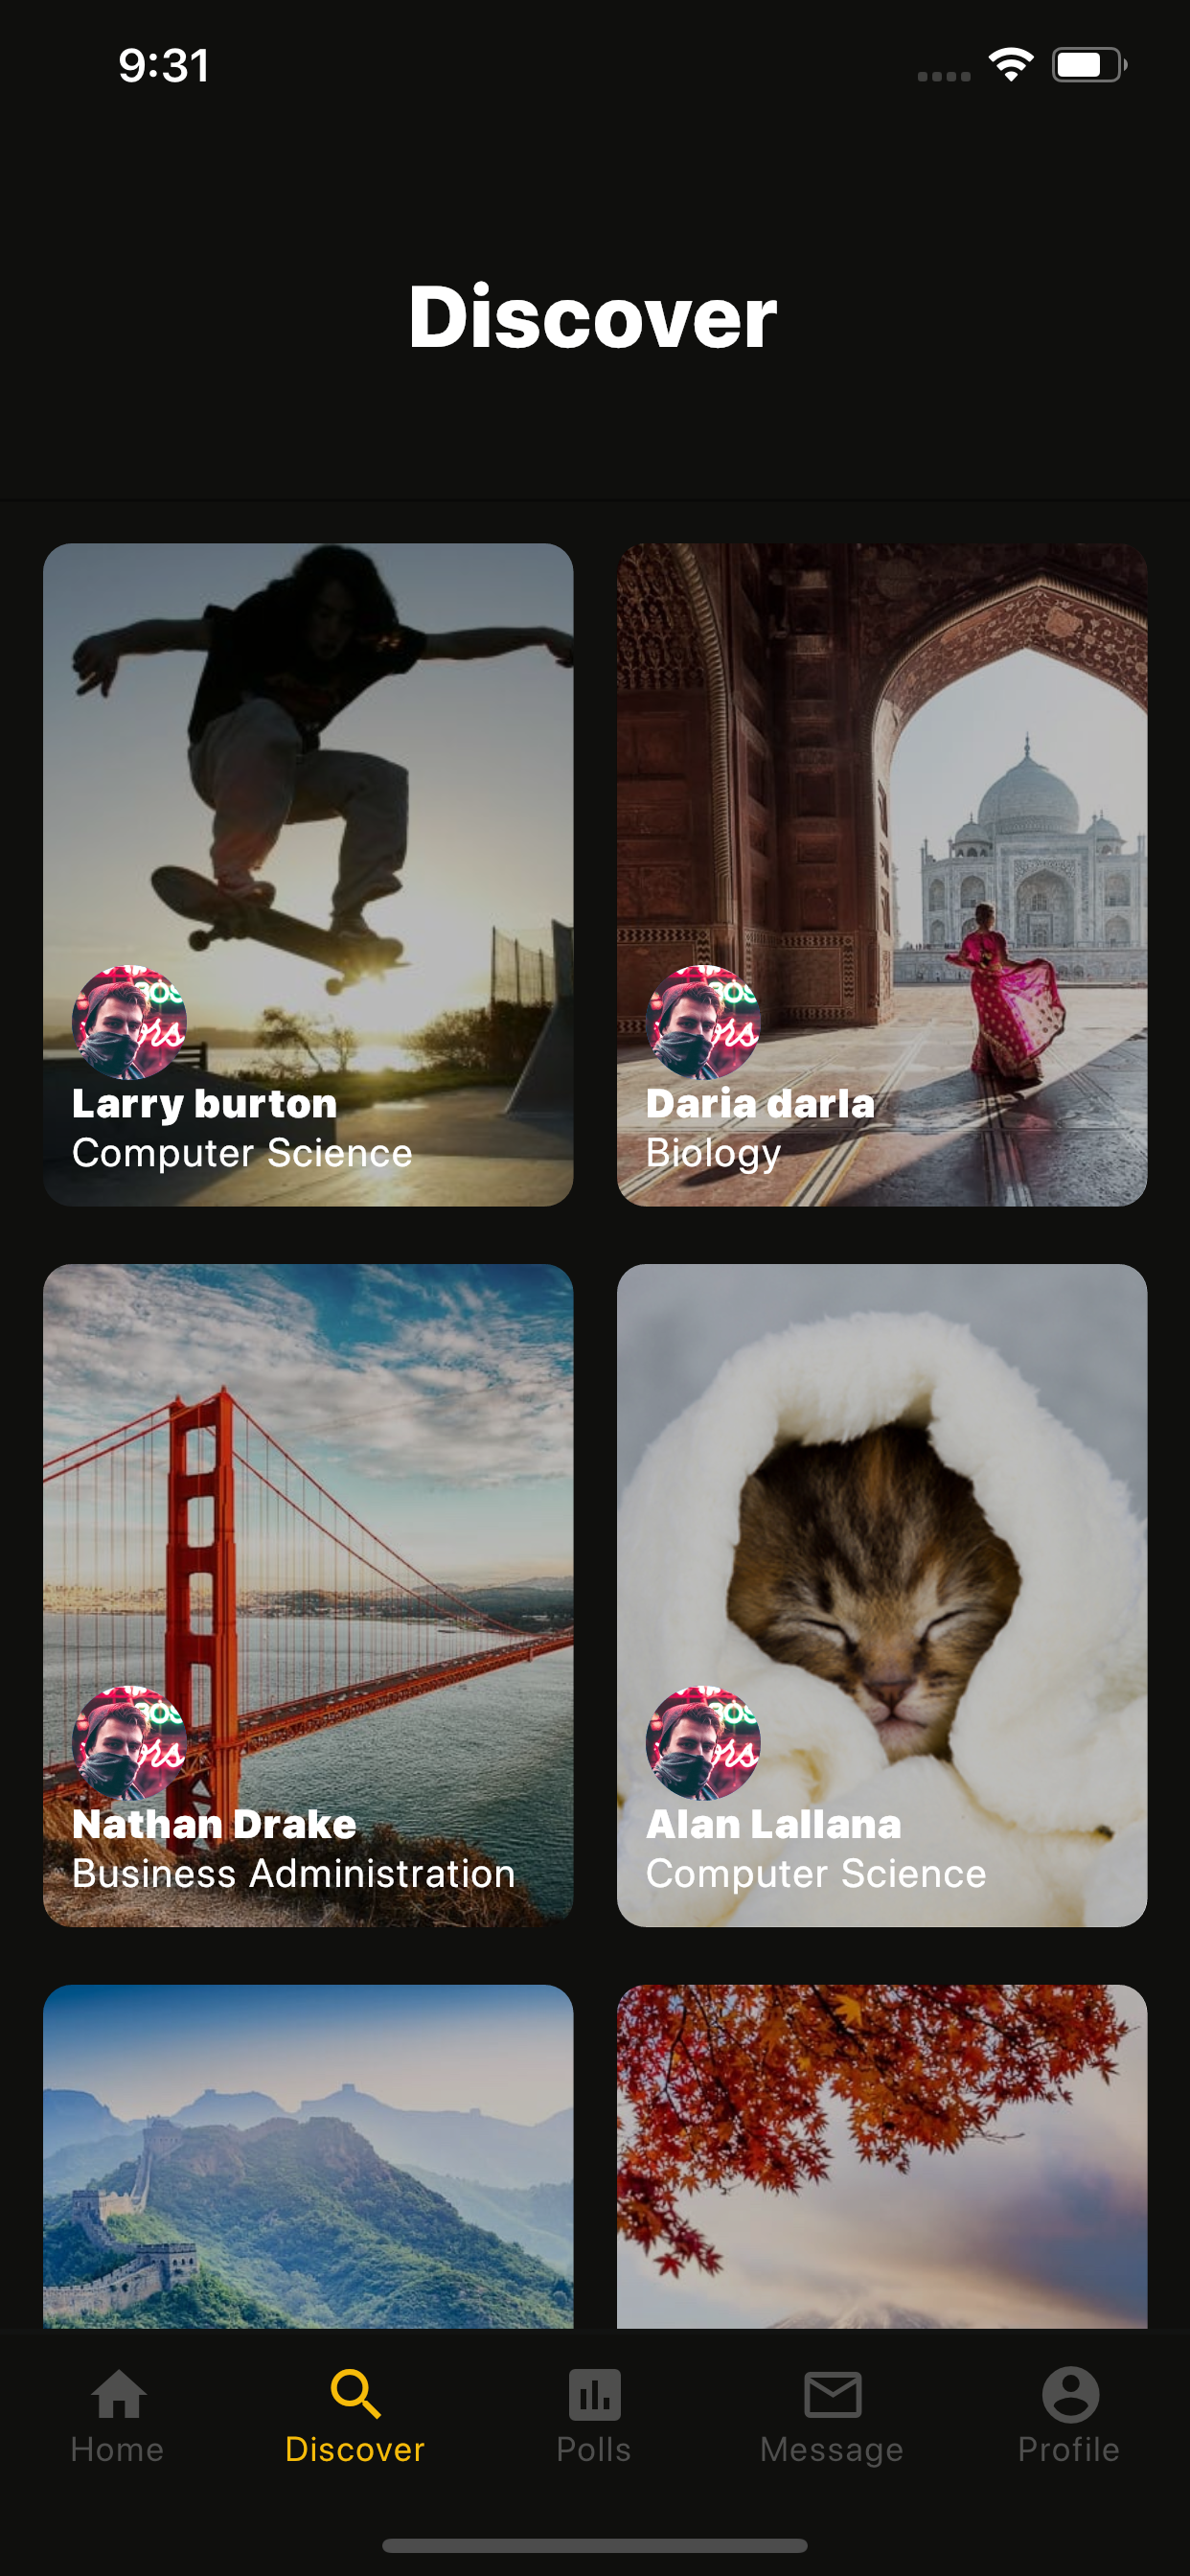 9:31
Discover
Larry burton
Computer Science
Daria darla
Biology
Nathan Drake
Business Administration
Alan Lallana
Computer Science
Home
Discover
Polls
Message
Profile